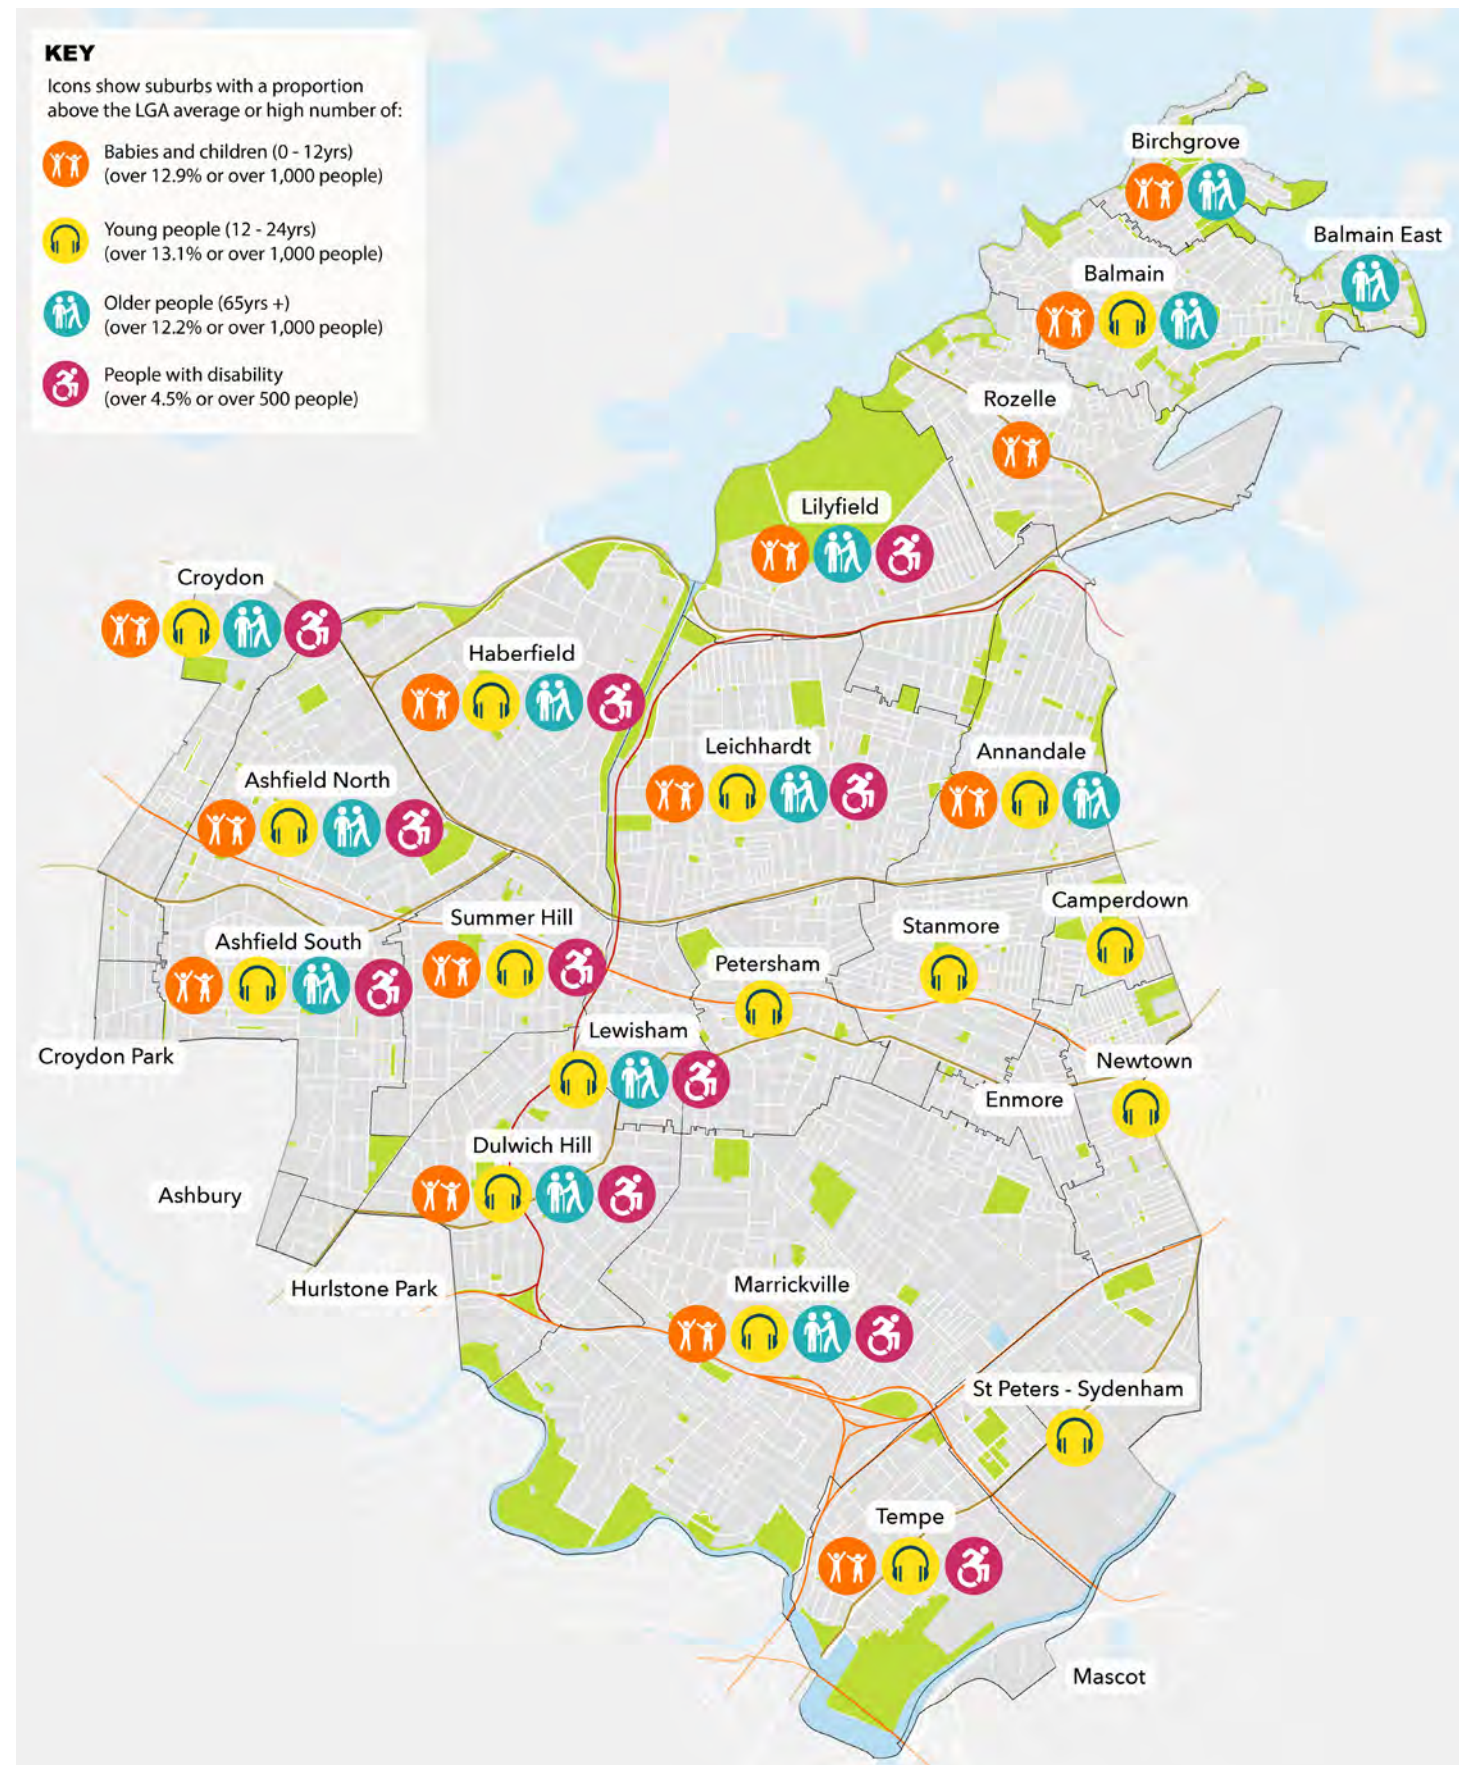 KEY
Icons show suburbs with a proportion
above the LGA average or high number of:
Babies and children (0 - 12yrs)
(over 12.9% or over 1,000 people)
Young people (12 - 24yrs)
(over 13.1% or over 1,000 people)
Older people (65yrs +)
(over 12.2% or over 1,000 people)
People with disability
(over 4.5% or over 500 people)
Birchgrove
Balmain East
Balmain
Rozelle
Lilyfield
Croydon
Haberfield
Leichhardt
Annandale
Ashfield North
Camperdown
Summer Hill
Stanmore
Ashfield South
Petersham
Lewisham
Croydon Park
Newtown
Enmore
Dulwich Hill
Ashbury
Hurlstone Park
Marrickville
St Peters - Sydenham
Tempe
Mascot